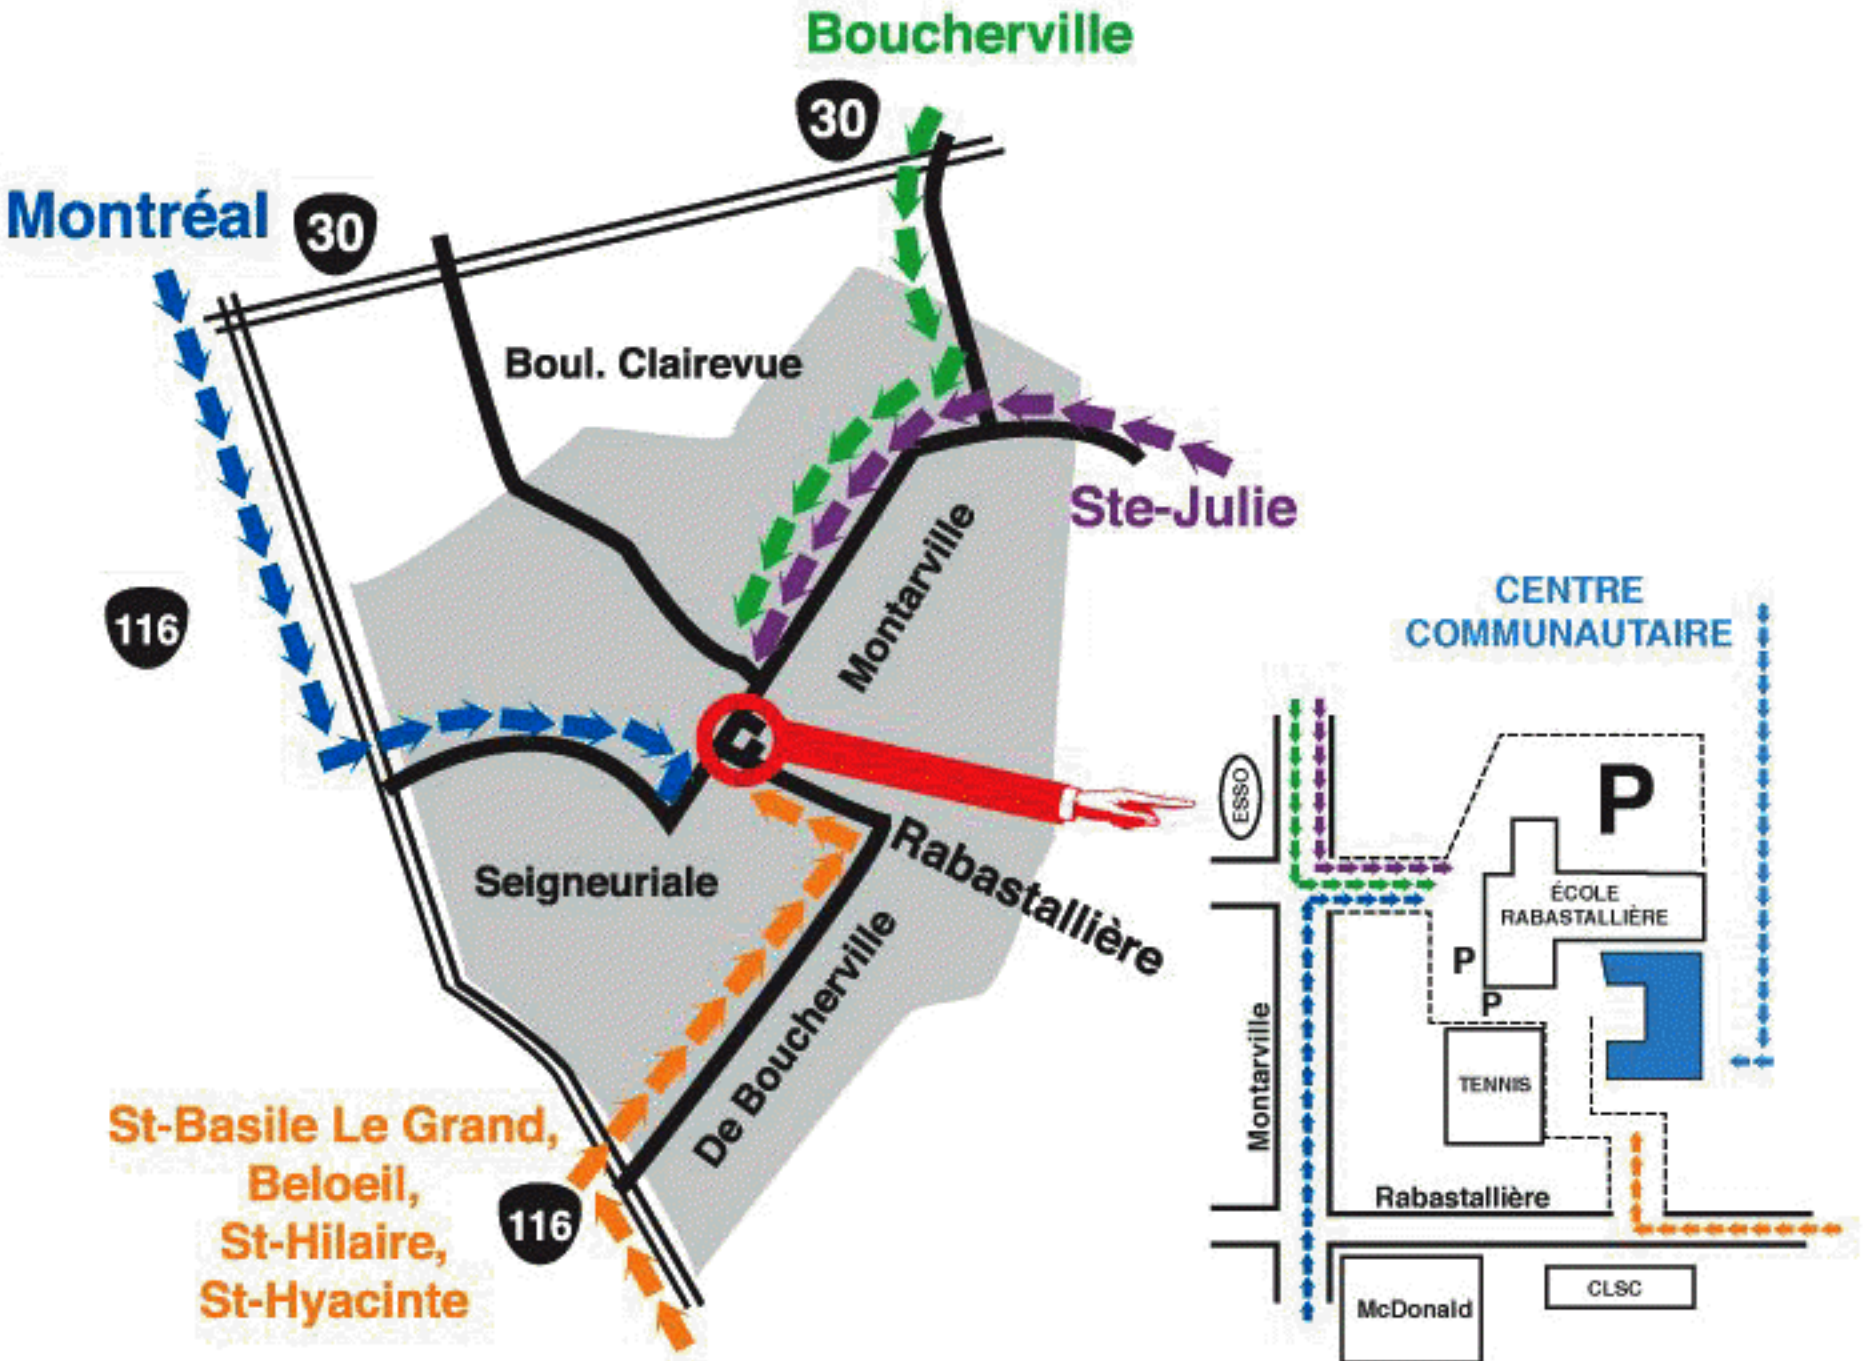 Boucherville
30
Montréal
30
Boul. Clairevue
Ste-Julie
Montarville
116
CENTRE
COMMUNAUTAIRE
ESSO
P
ÉCOLE
RABASTALLIÈRE
Rabastallière
Seigneuriale
P
P
De Boucherville
Montarville
TENNIS
St-Basile Le Grand,
Beloeil,
St-Hilaire,
St-Hyacinte
116
Rabastallière
CLSC
McDonald